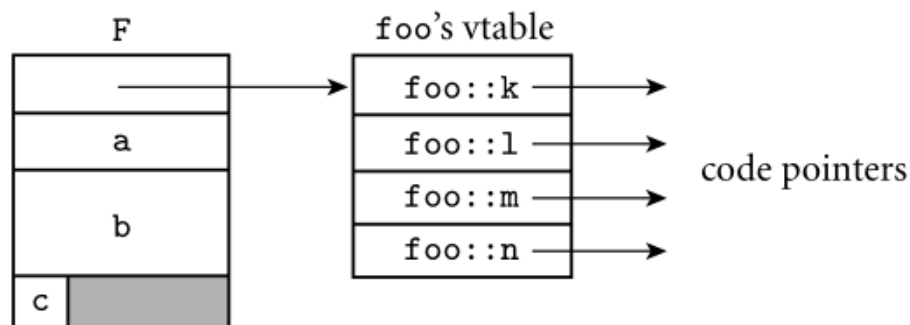 F
foo's vtable
foo::k
a
foo::l
code pointers
b
foo::m
foo::n
c